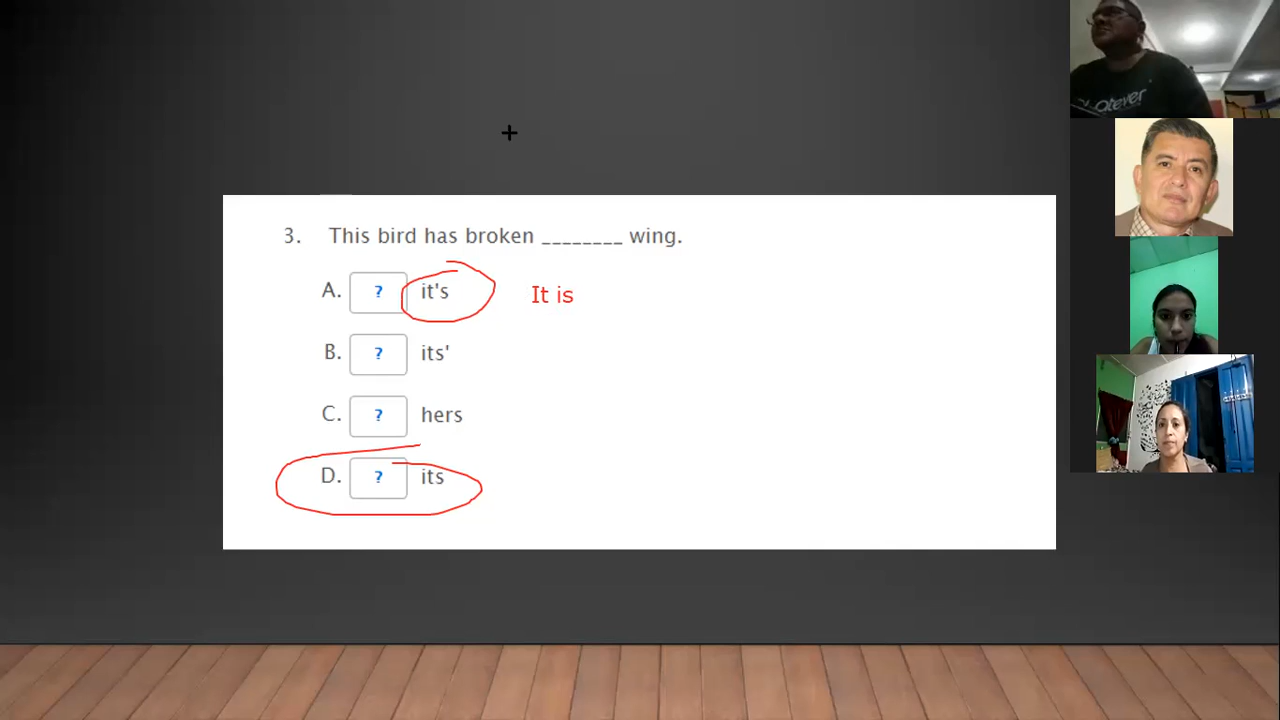 3. This bird has broken ________ wing.
A. ? it's It is
B. ? its'
C. ? hers
D. ? its